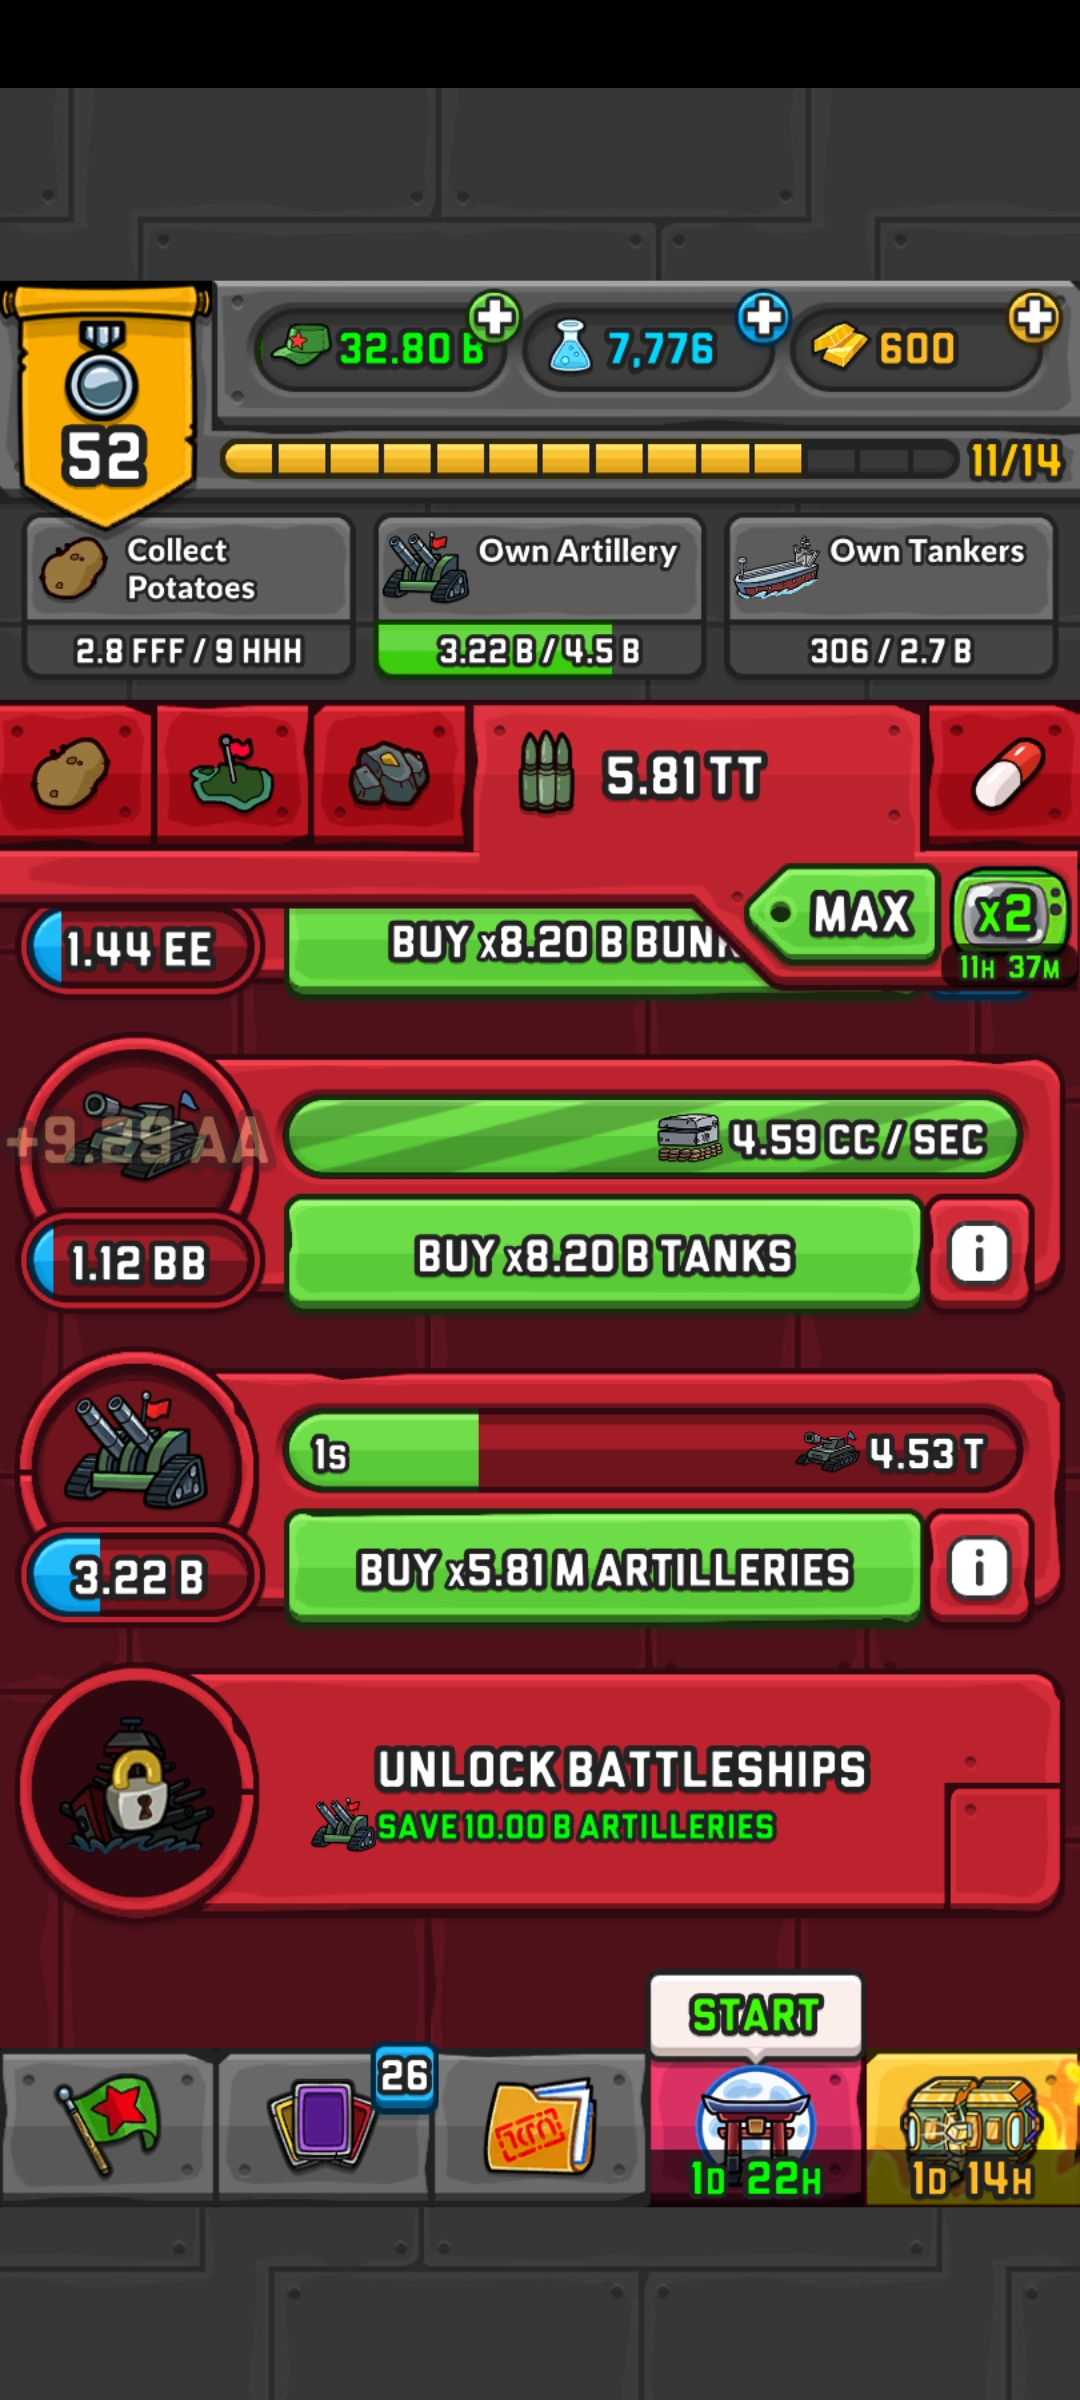 32.80 B
7,776
600
52
11/14
Collect Potatoes
2.8 FFF / 9 HHH
Own Artillery
3.22 B / 4.5 B
Own Tankers
306 / 2.7 B
5.81 TT
MAX
x2
11H 37M
1.44 EE
BUY x8.20 B BUN
+9.29 AA
4.59 CC / SEC
1.12 BB
BUY x8.20 B TANKS
i
1s
4.53 T
3.22 B
BUY x5.81 M ARTILLERIES
i
UNLOCK BATTLESHIPS
SAVE 10.00 B ARTILLERIES
START
26
1D 22H
1D 14H